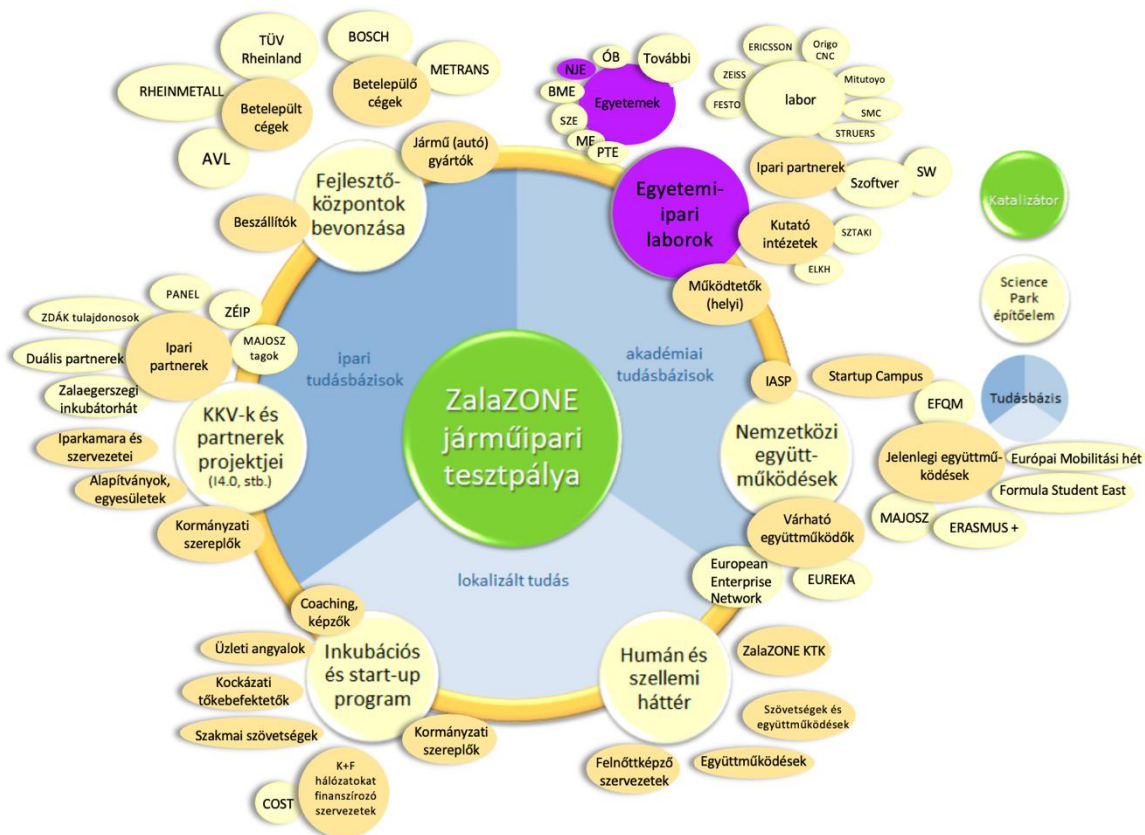 TÜV
Rheinland
RHEINMETALL
Betelepült
cégek
AVL
BOSCH
METRANS
Betelepülő
cégek
Jármű (autó)
gyártók
Fejlesztő-
központok
bevonzása
Beszállítók
NJE
ÓB
További
BME
Egyetemek
SZE
ME
PTE
ERICSSON
Origo
CNC
ZEISS
Mitutoyo
labor
FESTO
SMC
STRUERS
Ipari partnerek
Szoftver
SW
Egyetemi-
ipari
laborok
Kutató
intézetek
SZTAKI
ELKH
Működtetők
(helyi)
Katalizátor
Science
Park
építőelem
Tudásbázis
PANEL
ZDÁK tulajdonosok
ZÉIP
Ipari
partnerek
MAJOSZ
tagok
Duális partnerek
Zalaegerszegi
inkubátorhát
KKV-k és
partnerek
projektjei
(I4.0, stb.)
Iparkamara és
szervezetei
Alapítványok,
egyesületek
Kormányzati
szereplők
ipari
tudásbázisok
akadémiai
tudásbázisok
ZalaZONE
járműipari
tesztpálya
lokalizált tudás
IASP
Startup Campus
EFQM
Nemzetközi
együtt-
működések
Jelenlegi együttmű-
ködések
Európai Mobilitási hét
Formula Student East
MAJOSZ
ERASMUS +
Várható
együttműködők
European
Enterprise
Network
EUREKA
Coaching,
képzők
Üzleti angyalok
Inkubációs
és start-up
program
Kockázati
tőkebefektetők
Szakmai szövetségek
Kormányzati
szereplők
K+F
hálózatokat
finanszírozó
szervezetek
COST
Humán és
szellemi
háttér
ZalaZONE KTK
Szövetségek és
együttműködések
Együttműködések
Felnőttképző
szervezetek